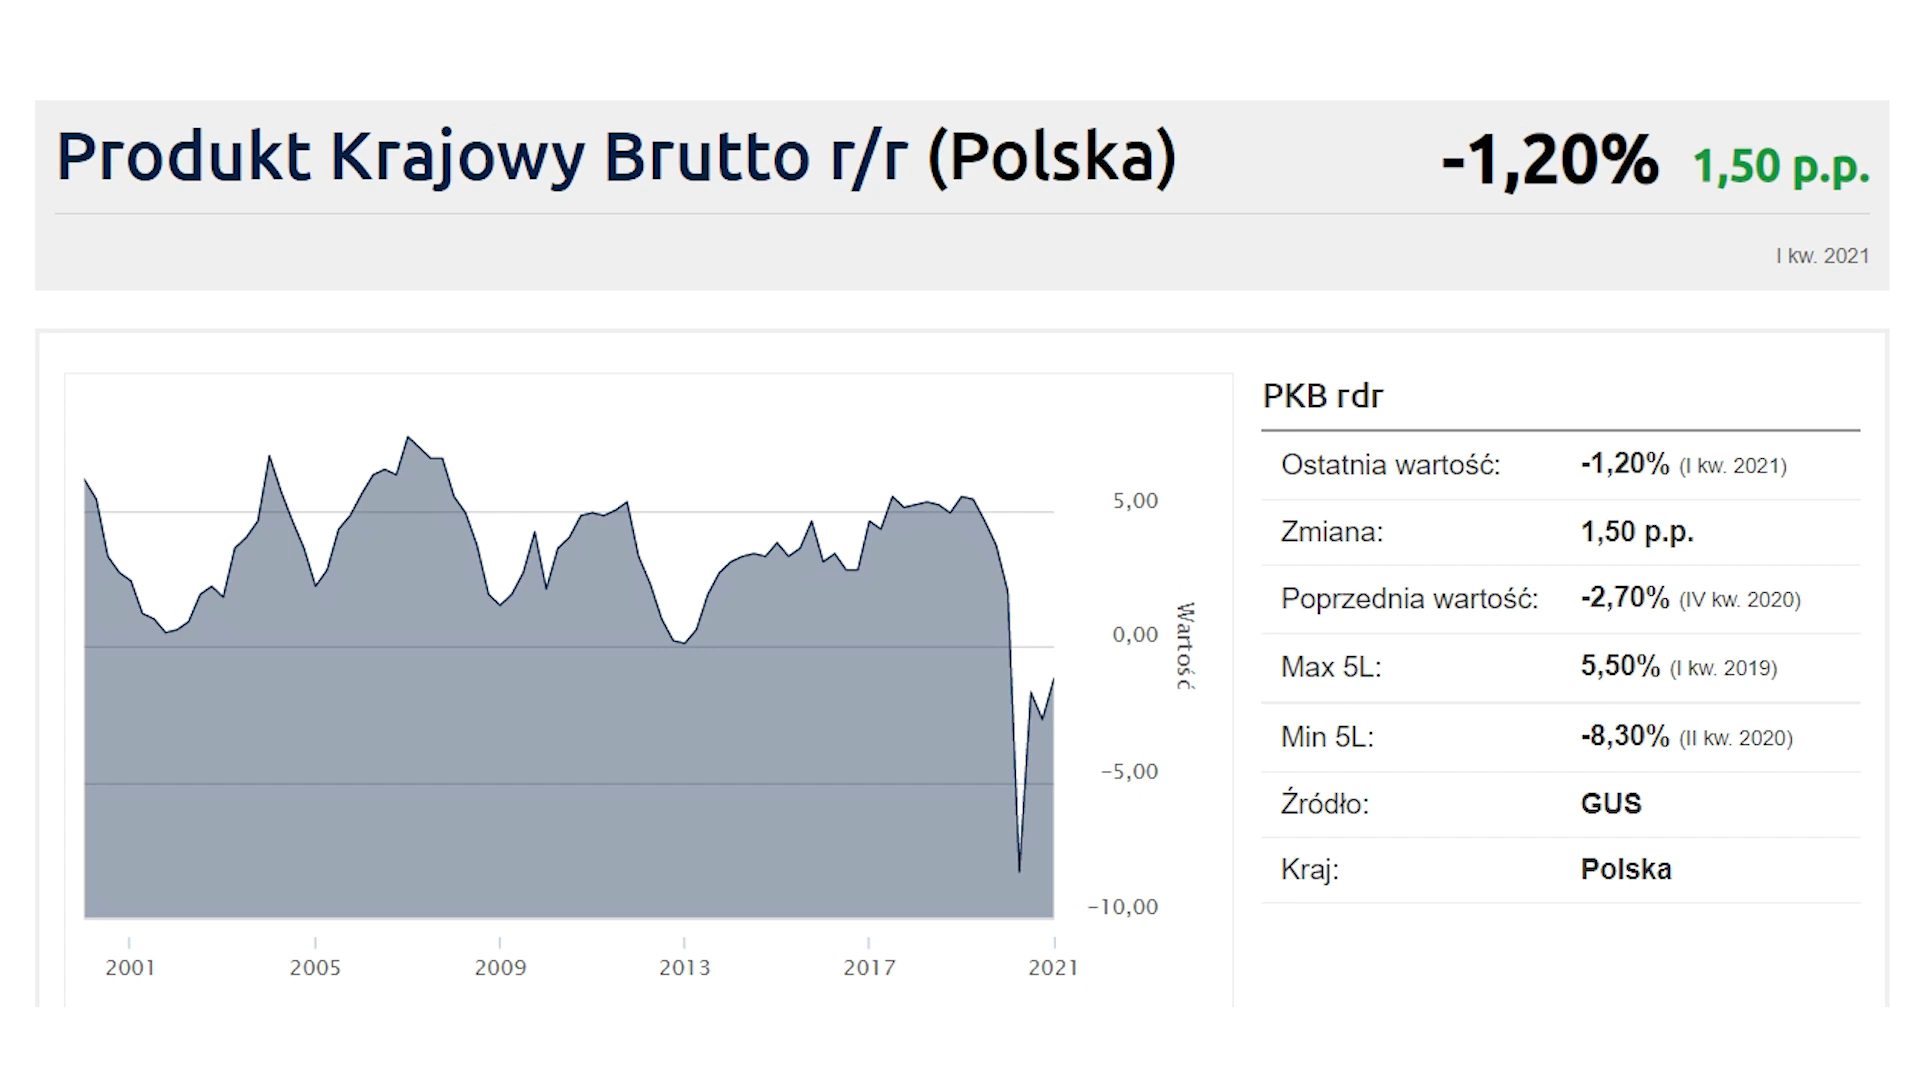 Produkt Krajowy Brutto r/r (Polska)
-1,20% 1,50 p.p.
I kw. 2021
5,00
0,00
-5,00
-10,00
Wartość
2001 2005 2009 2013 2017 2021
PKB rdr
Ostatnia wartość: -1,20% (I kw. 2021)
Zmiana: 1,50 p.p.
Poprzednia wartość: -2,70% (IV kw. 2020)
Max 5L: 5,50% (I kw. 2019)
Min 5L: -8,30% (II kw. 2020)
Źródło: GUS
Kraj: Polska